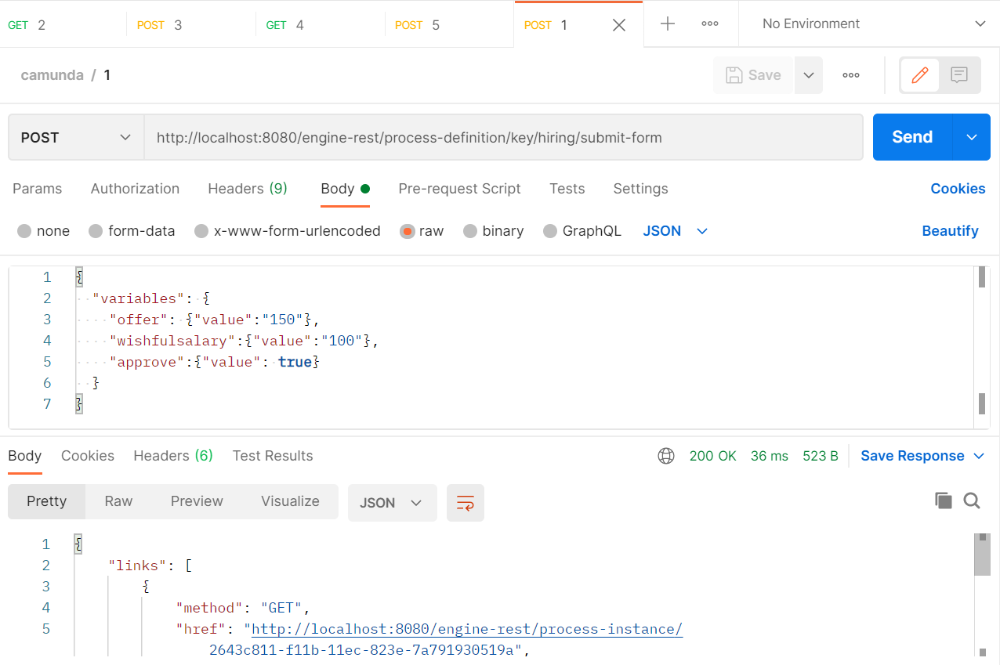 GET 2 POST 3 GET 4 POST 5 POST 1 No Environment
camunda / 1 Save
POST http://localhost:8080/engine-rest/process-definition/key/hiring/submit-form Send
Params Authorization Headers (9) Body Pre-request Script Tests Settings Cookies
none form-data x-www-form-urlencoded raw binary GraphQL JSON Beautify
1 {
2 "variables": {
3 "offer": {"value":"150"},
4 "wishfulsalary":{"value":"100"},
5 "approve":{"value": true}
6 }
7 }
Body Cookies Headers (6) Test Results 200 OK 36 ms 523 B Save Response
Pretty Raw Preview Visualize JSON
1 {
2 "links": [
3 {
4 "method": "GET",
5 "href": "http://localhost:8080/engine-rest/process-instance/
2643c811-f11b-11ec-823e-7a791930519a",